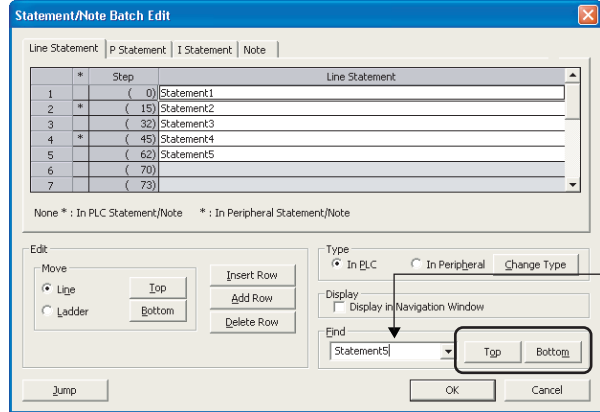 Statement/Note Batch Edit
Line Statement P Statement I Statement Note
* Step Line Statement
1 ( 0) Statement1
2 * ( 15) Statement2
3 ( 32) Statement3
4 * ( 45) Statement4
5 ( 62) Statement5
6 ( 70)
7 ( 73)
None * : In PLC Statement/Note * : In Peripheral Statement/Note
Edit
Move
Line Top
Ladder Bottom
Insert Row
Add Row
Delete Row
Type
In PLC In Peripheral Change Type
Display
Display in Navigation Window
Find
Statement5 Top Bottom
Jump OK Cancel